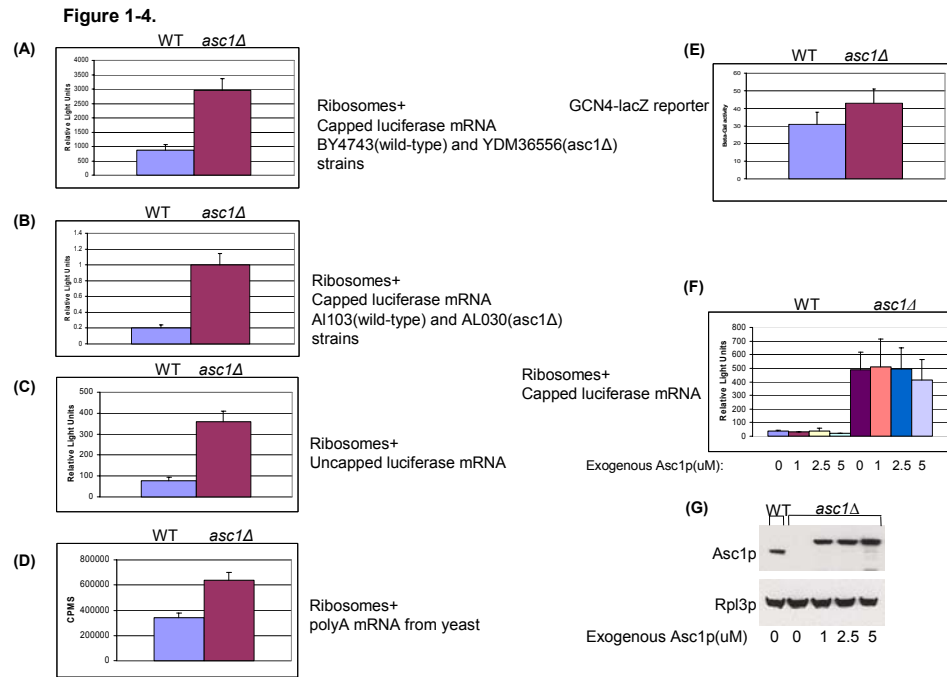 Figure 1-4.
(A)
WT asc1Δ
Relative Light Units
4000
3500
3000
2500
2000
1500
1000
500
0
Ribosomes+
Capped luciferase mRNA
BY4743(wild-type) and YDM36556(asc1Δ)
strains
(B)
WT asc1Δ
Relative Light Units
1.4
1.2
1
0.8
0.6
0.4
0.2
0
Ribosomes+
Capped luciferase mRNA
AI103(wild-type) and AL030(asc1Δ)
strains
(C)
WT asc1Δ
Relative Light Units
500
400
300
200
100
0
Ribosomes+
Uncapped luciferase mRNA
(D)
WT asc1Δ
CPMS
800000
600000
400000
200000
0
Ribosomes+
polyA mRNA from yeast
(E)
WT asc1Δ
GCN4-lacZ reporter
Beta-Gal activity
60
50
40
30
20
10
0
(F)
WT asc1Δ
Ribosomes+
Capped luciferase mRNA
Relative Light Units
800
700
600
500
400
300
200
100
0
Exogenous Asc1p(uM): 0 1 2.5 5 0 1 2.5 5
(G)
WT asc1Δ
Asc1p
Rpl3p
Exogenous Asc1p(uM) 0 0 1 2.5 5